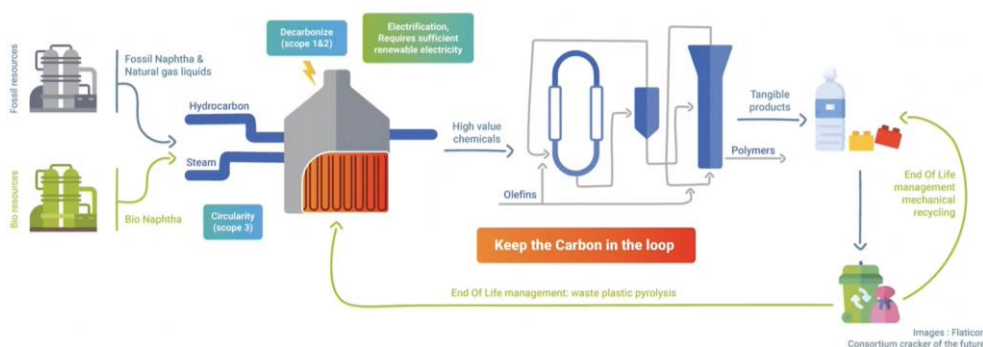 Fossil resources
Fossil Naphtha &
Natural gas liquids
Bio resources
Bio Naphtha
Hydrocarbon
Steam
Decarbonize
(scope 1&2)
Electrification,
Requires sufficient
renewable electricity
Circularity
(scope 3)
High value
chemicals
Olefins
Polymers
Tangible
products
Keep the Carbon in the loop
End Of Life
management
mechanical
recycling
End Of Life management: waste plastic pyrolysis
Images : Flaticon
Consortium cracker of the future